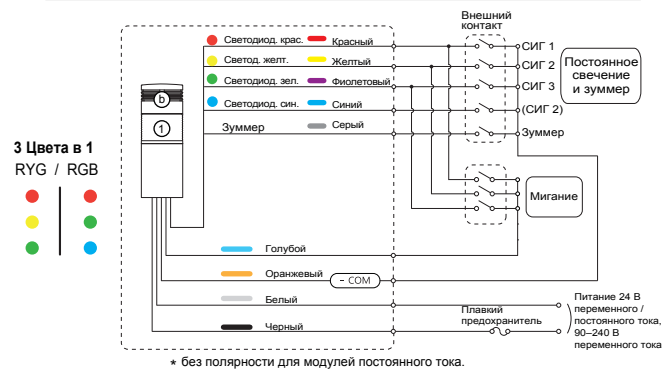 Внешний
контакт
Светодиод. крас.
Красный
СИГ 1
Светод. желт.
Желтый
СИГ 2
Светодиод. зел.
Фиолетовый
СИГ 3
Светодиод. син.
Синий
(СИГ 2)
Зуммер
Серый
Зуммер
Постоянное
свечение
и зуммер
b
1
3 Цвета в 1
RYG / RGB
Мигание
Голубой
Оранжевый
- COM
Белый
Черный
Плавкий
предохранитель
Питание 24 В
переменного /
постоянного тока,
90–240 В
переменного тока
* без полярности для модулей постоянного тока.